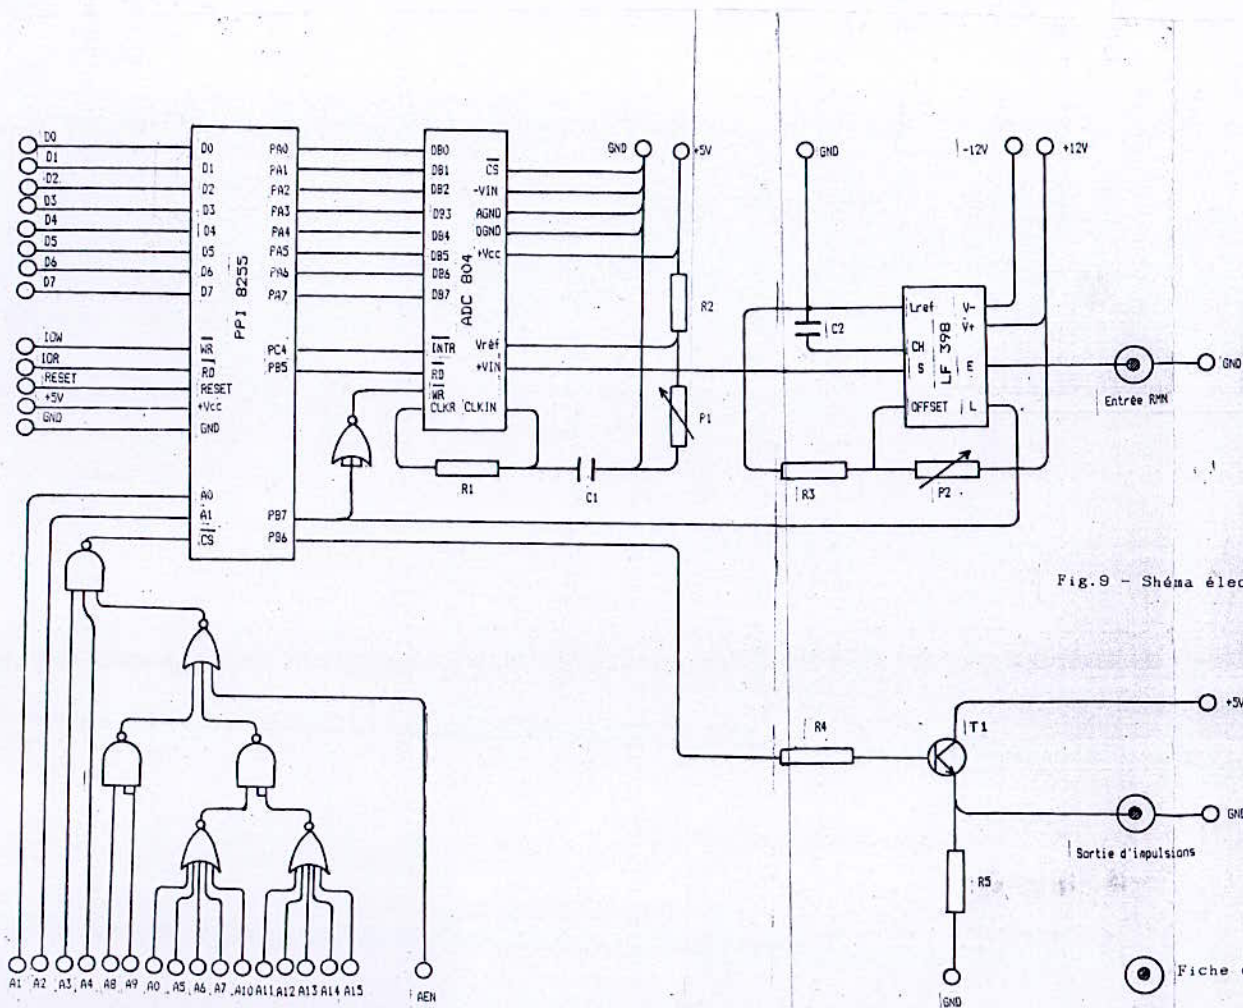 GND
+5V
GND
-12V
+12V
D0
D1
D2
D3
D4
D5
D6
D7
IOW
IOR
RESET
+5V
GND
D0
D1
D2
D3
D4
D5
D6
D7
WR
RD
RESET
+Vcc
GND
A0
A1
CS
PPI 8255
PA0
PA1
PA2
PA3
PA4
PA5
PA6
PA7
PC4
PB5
PB7
PB6
DB0
DB1
DB2
D93
DB4
DB5
DB6
DB7
INTR
RD
WR
CLKR
CLKIN
ADC 804
CS
-VIN
AGND
DGND
+Vcc
Vréf
+VIN
R1
C1
R2
P1
C2
Lref
CH
S
OFFSET
LF 398
V-
V+
E
L
R3
P2
Entrée RMN
GND
Fig.9 - Shéma élec
R4
T1
+5V
GND
Sortie d'impulsions
R5
GND
Fiche
A1 A2 A3 A4 A8 A9 A0 A5 A6 A7 A10 A11 A12 A13 A14 A15
AEN